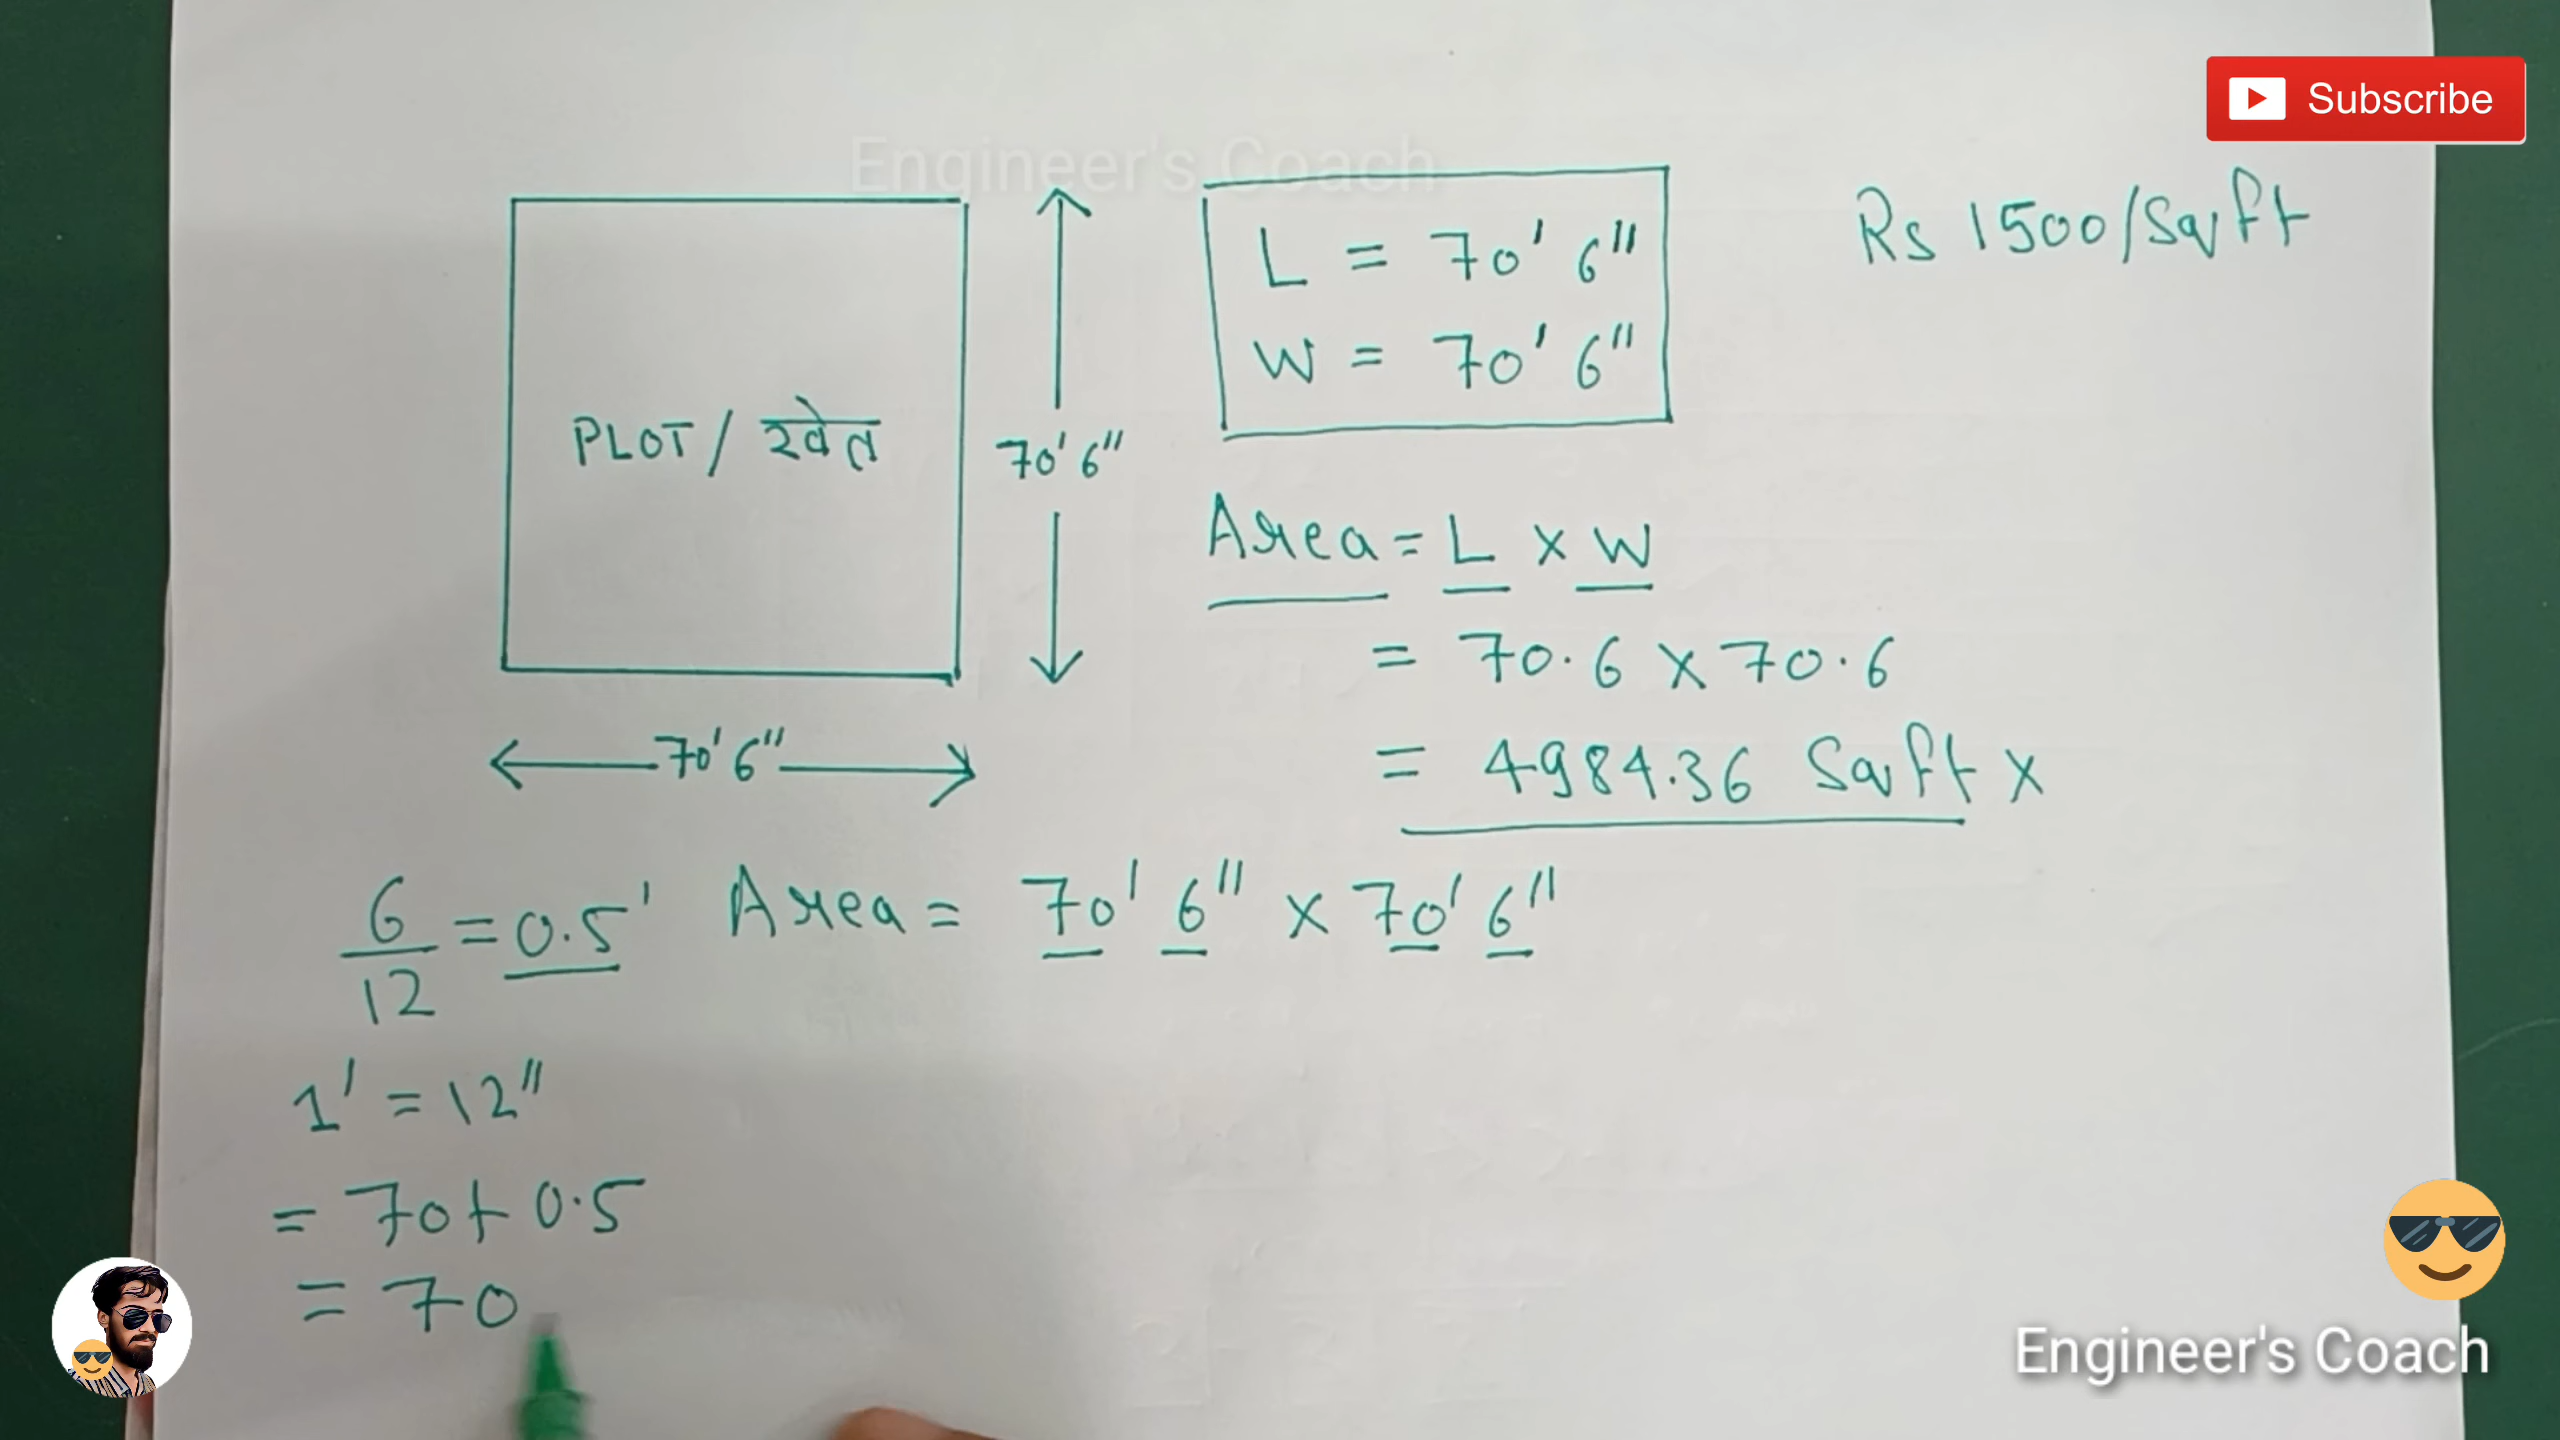 Subscribe
Engineer's Coach
Rs 1500/Sqft
L = 70' 6"
W = 70' 6"
PLOT / खेत
70' 6"
70' 6"
Area = L x W
= 70.6 x 70.6
= 4984.36 Sqft x
6/12 = 0.5'
Area = 70' 6" x 70' 6"
1' = 12"
= 70 + 0.5
= 70
Engineer's Coach